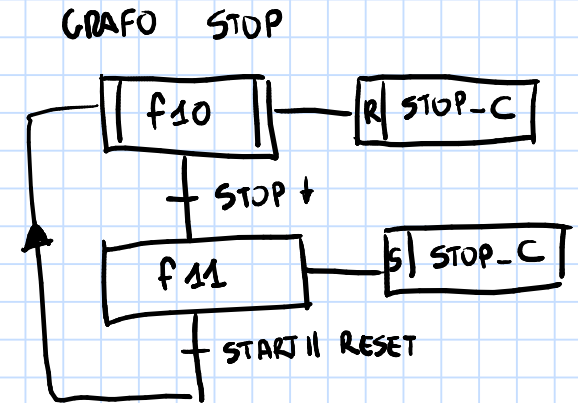 GRAFO STOP
f10 R STOP_C
STOP ↓
f11 S STOP_C
START || RESET